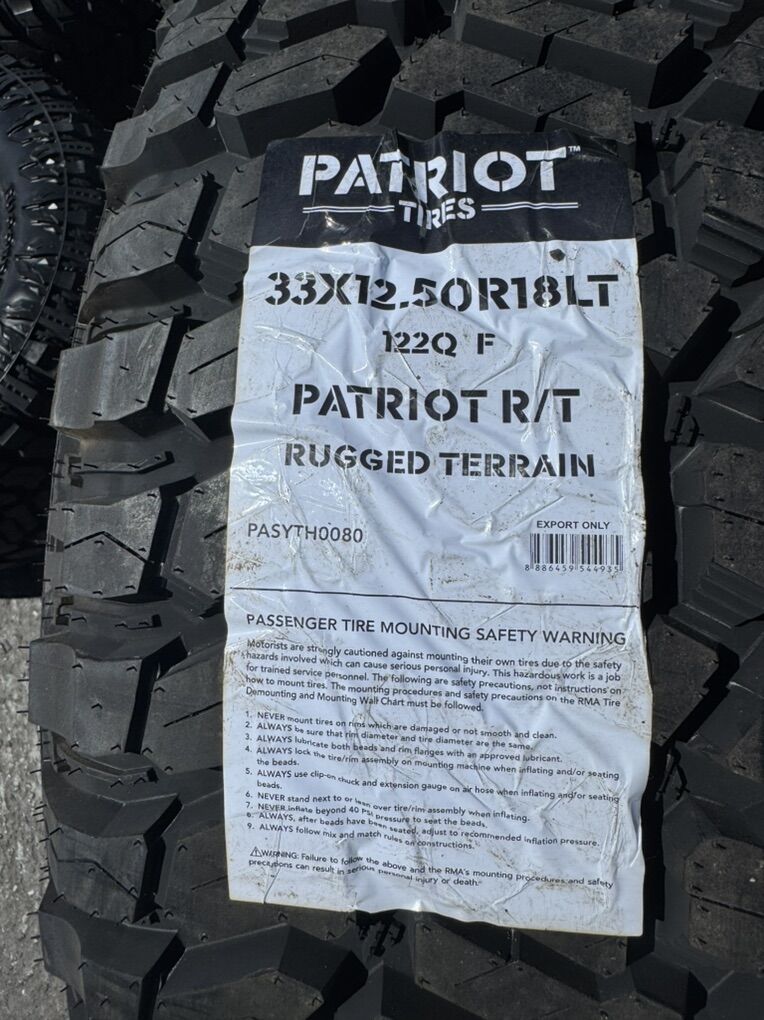 PATRIOT™
TIRES
33X12.50R18LT
122Q F
PATRIOT R/T
RUGGED TERRAIN
PASYTH0080
EXPORT ONLY
8 886459 544935
PASSENGER TIRE MOUNTING SAFETY WARNING
Motorists are strongly cautioned against mounting their own tires due to the safety
hazards involved which can cause serious personal injury. This hazardous work is a job
for trained service personnel. The following are safety precautions, not instructions on
how to mount tires. The mounting procedures and safety precautions on the RMA Tire
Demounting and Mounting Wall Chart must be followed.
1. NEVER mount tires on rims which are damaged or not smooth and clean.
2. ALWAYS be sure that rim diameter and tire diameter are the same.
3. ALWAYS lubricate both beads and rim flanges with an approved lubricant.
4. ALWAYS lock the tire/rim assembly on mounting machine when inflating and/or seating
the beads.
5. ALWAYS use clip-on chuck and extension gauge on air hose when inflating and/or seating
beads.
6. NEVER stand next to or lean over tire/rim assembly when inflating.
7. NEVER inflate beyond 40 PSI pressure to seat the beads.
8. ALWAYS, after beads have been seated, adjust to recommended inflation pressure.
9. ALWAYS follow mix and match rules on constructions.
⚠WARNING: Failure to follow the above and the RMA's mounting procedures and safety
precautions can result in serious personal injury or death."